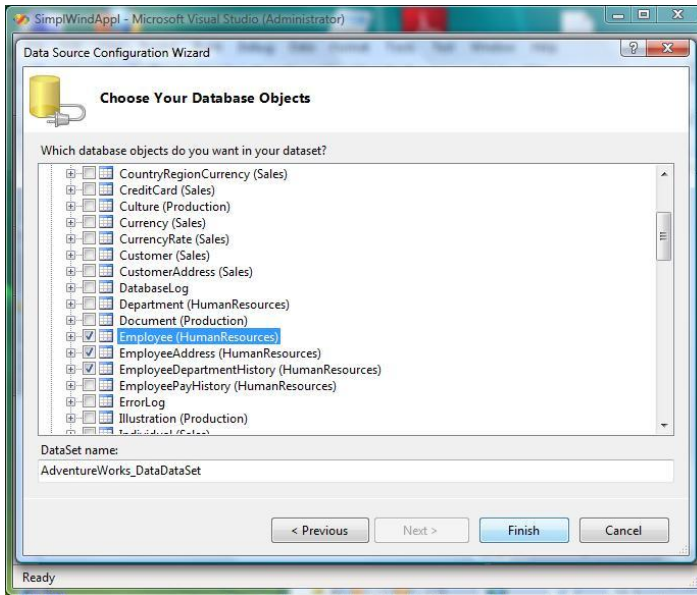 SimplWindAppl - Microsoft Visual Studio (Administrator)
Data Source Configuration Wizard
Choose Your Database Objects
Which database objects do you want in your dataset?
CountryRegionCurrency (Sales)
CreditCard (Sales)
Culture (Production)
Currency (Sales)
CurrencyRate (Sales)
Customer (Sales)
CustomerAddress (Sales)
DatabaseLog
Department (HumanResources)
Document (Production)
Employee (HumanResources)
EmployeeAddress (HumanResources)
EmployeeDepartmentHistory (HumanResources)
EmployeePayHistory (HumanResources)
ErrorLog
Illustration (Production)
DataSet name:
AdventureWorks_DataDataSet
< Previous Next > Finish Cancel
Ready